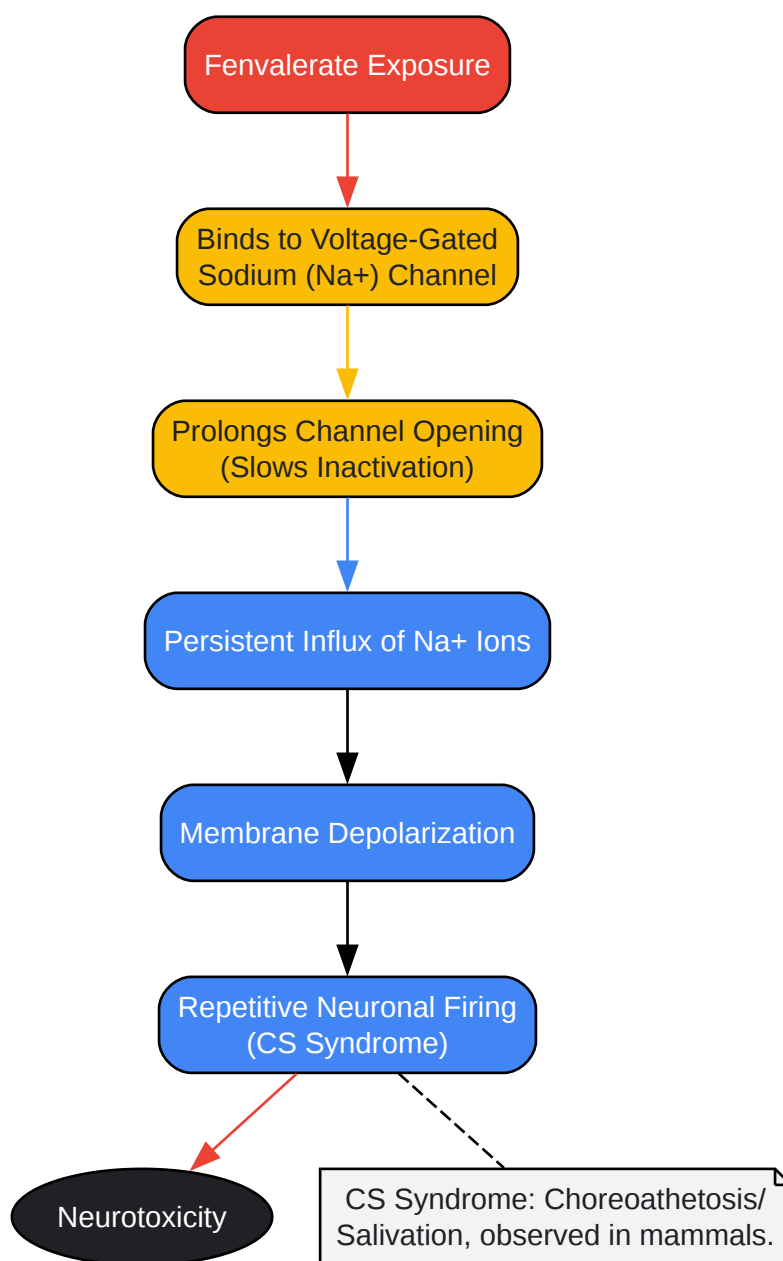 Fenvalerate Exposure
Binds to Voltage-Gated
Sodium (Na+) Channel
Prolongs Channel Opening
(Slows Inactivation)
Persistent Influx of Na+ Ions
Membrane Depolarization
Repetitive Neuronal Firing
(CS Syndrome)
Neurotoxicity
CS Syndrome: Choreoathetosis/
Salivation, observed in mammals.